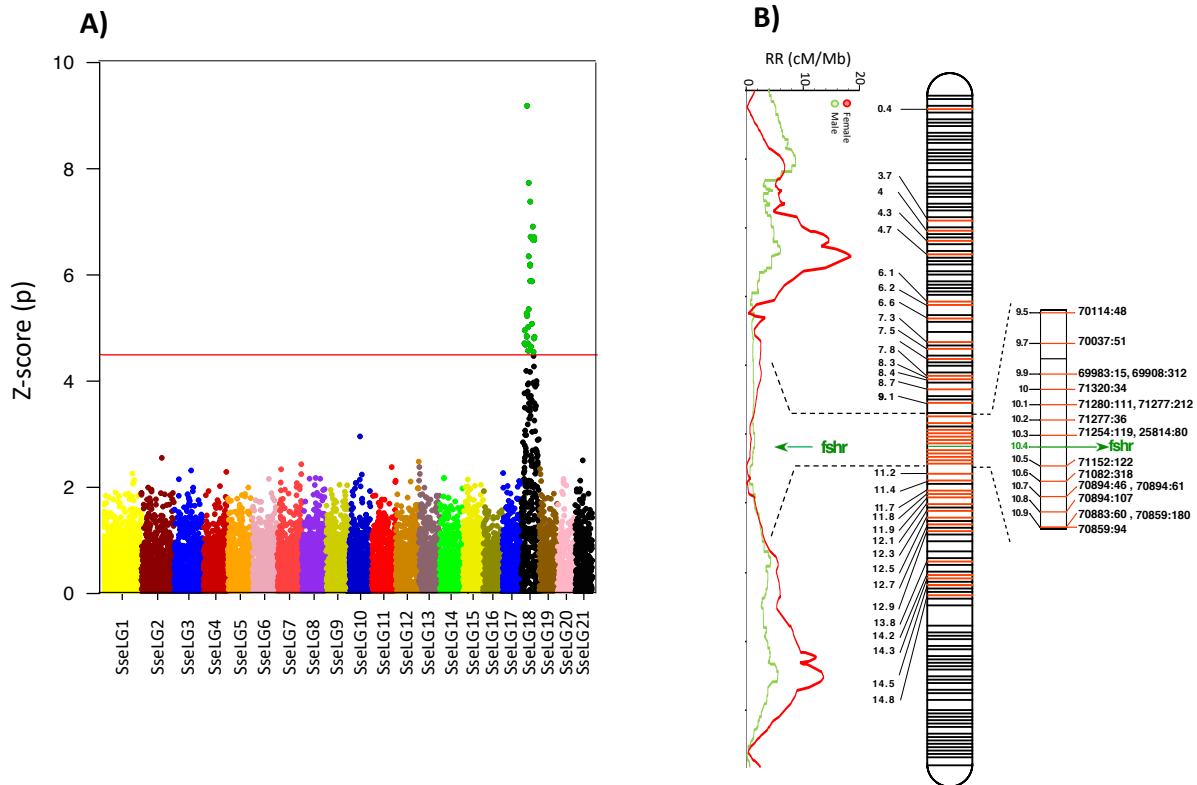 A)
Z-score (p)
10
8
6
4
2
0
SseLG1
SseLG2
SseLG3
SseLG4
SseLG5
SseLG6
SseLG7
SseLG8
SseLG9
SseLG10
SseLG11
SseLG12
SseLG13
SseLG14
SseLG15
SseLG16
SseLG17
SseLG18
SseLG19
SseLG20
SseLG21
B)
RR (cM/Mb)
0
10
20
Female
Male
fshr
0.4
3.7
4
4.3
4.7
6.1
6.2
6.6
7.3
7.5
7.8
8.3
8.4
8.7
9.1
11.2
11.4
11.7
11.8
11.9
12.1
12.3
12.5
12.7
12.9
13.8
14.2
14.3
14.5
14.8
9.5 70114:48
9.7 70037:51
9.9 69983:15, 69908:312
10 71320:34
10.1 71280:111, 71277:212
10.2 71277:36
10.3 71254:119, 25814:80
10.4 fshr
10.5 71152:122
10.6 71082:318
10.7 70894:46 , 70894:61
10.8 70894:107
10.9 70883:60 , 70859:180
70859:94